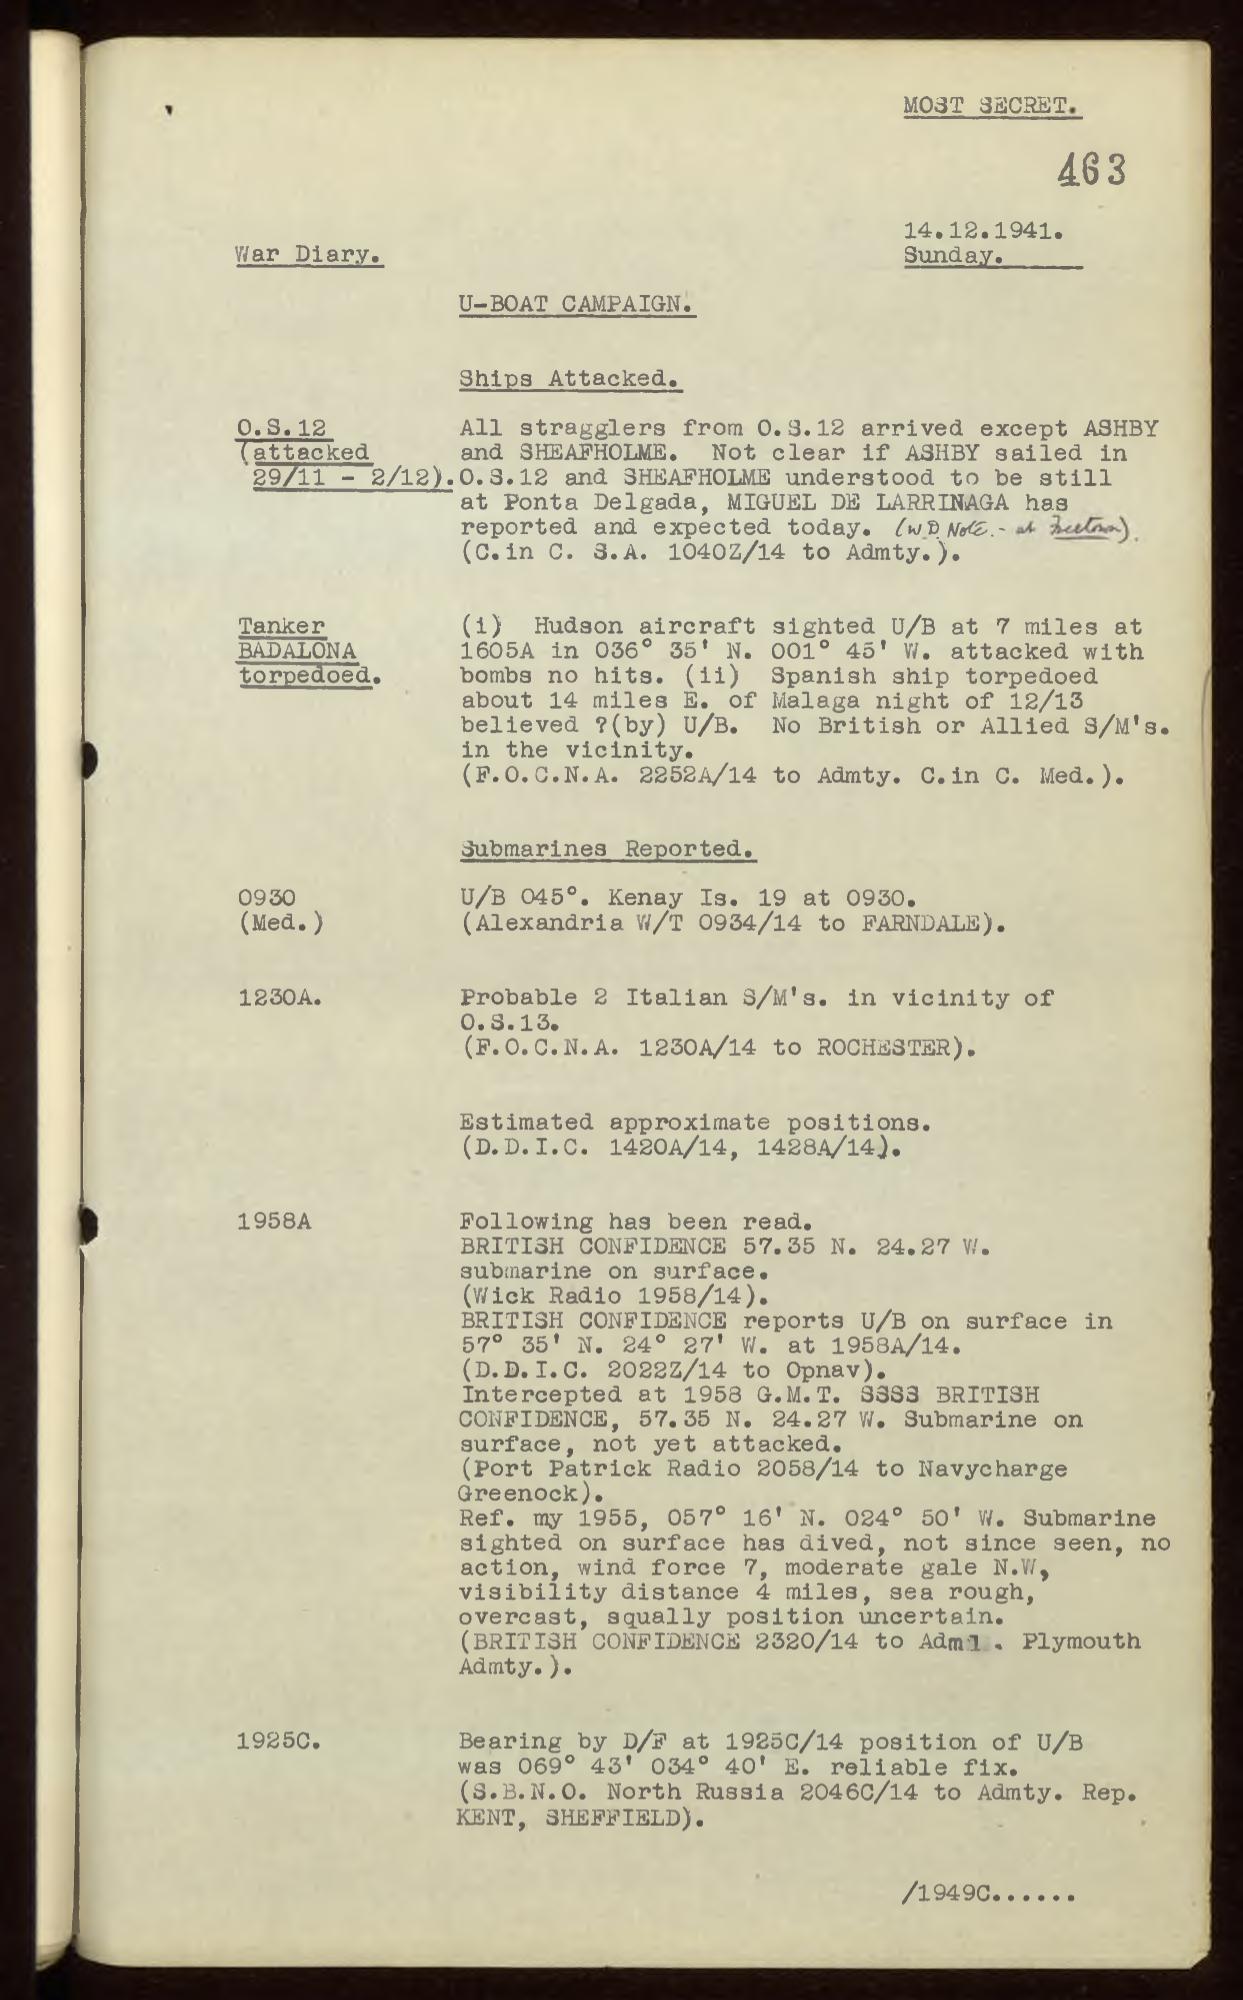 MOST SECRET.
463
14.12.1941.
War Diary. Sunday.
U-BOAT CAMPAIGN.
Ships Attacked.
O.S.12 All stragglers from O.S.12 arrived except ASHBY
(attacked and SHEAFHOLME. Not clear if ASHBY sailed in
29/11 - 2/12). O.S.12 and SHEAFHOLME understood to be still
at Ponta Delgada, MIGUEL DE LARRINAGA has
reported and expected today. (W.D. Note. - at Freetown).
(C.in C. S.A. 1040Z/14 to Admty.).
Tanker (i) Hudson aircraft sighted U/B at 7 miles at
BADALONA 1605A in 036° 35' N. 001° 45' W. attacked with
torpedoed. bombs no hits. (ii) Spanish ship torpedoed
about 14 miles E. of Malaga night of 12/13
believed ?(by) U/B. No British or Allied S/M's.
in the vicinity.
(F.O.C.N.A. 2252A/14 to Admty. C.in C. Med.).
Submarines Reported.
0930 U/B 045°. Kenay Is. 19 at 0930.
(Med.) (Alexandria W/T 0934/14 to FARNDALE).
1230A. Probable 2 Italian S/M's. in vicinity of
O.S.13.
(F.O.C.N.A. 1230A/14 to ROCHESTER).
Estimated approximate positions.
(D.D.I.C. 1420A/14, 1428A/14).
1958A Following has been read.
BRITISH CONFIDENCE 57.35 N. 24.27 W.
submarine on surface.
(Wick Radio 1958/14).
BRITISH CONFIDENCE reports U/B on surface in
57° 35' N. 24° 27' W. at 1958A/14.
(D.D.I.C. 2022Z/14 to Opnav).
Intercepted at 1958 G.M.T. SSSS BRITISH
CONFIDENCE, 57.35 N. 24.27 W. Submarine on
surface, not yet attacked.
(Port Patrick Radio 2058/14 to Navycharge
Greenock).
Ref. my 1955, 057° 16' N. 024° 50' W. Submarine
sighted on surface has dived, not since seen, no
action, wind force 7, moderate gale N.W,
visibility distance 4 miles, sea rough,
overcast, squally position uncertain.
(BRITISH CONFIDENCE 2320/14 to Adml. Plymouth
Admty.).
1925C. Bearing by D/F at 1925C/14 position of U/B
was 069° 43' 034° 40' E. reliable fix.
(S.B.N.O. North Russia 2046C/14 to Admty. Rep.
KENT, SHEFFIELD).
/1949C......